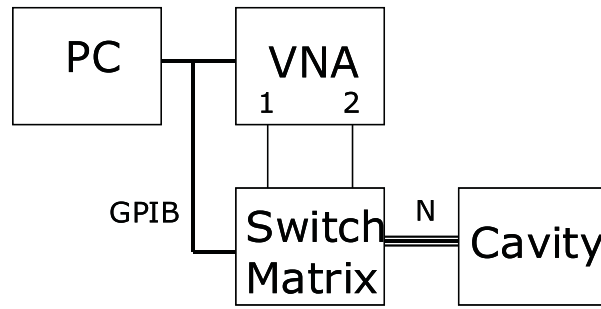 PC
VNA
1 2
GPIB
Switch
Matrix
N
Cavity